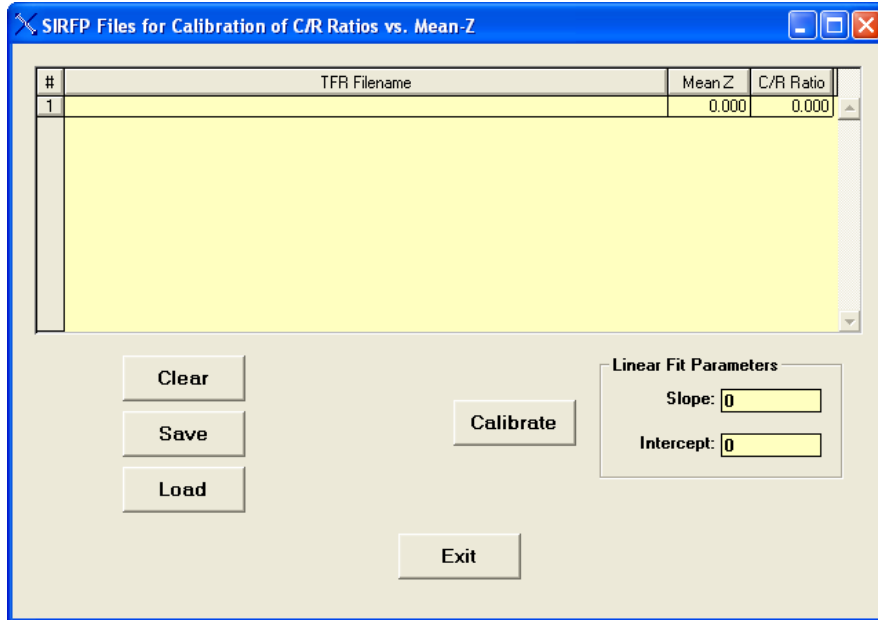 SIRFP Files for Calibration of C/R Ratios vs. Mean-Z
# TFR Filename Mean Z C/R Ratio
1 0.000 0.000
Clear
Save
Load
Calibrate
Linear Fit Parameters
Slope: 0
Intercept: 0
Exit